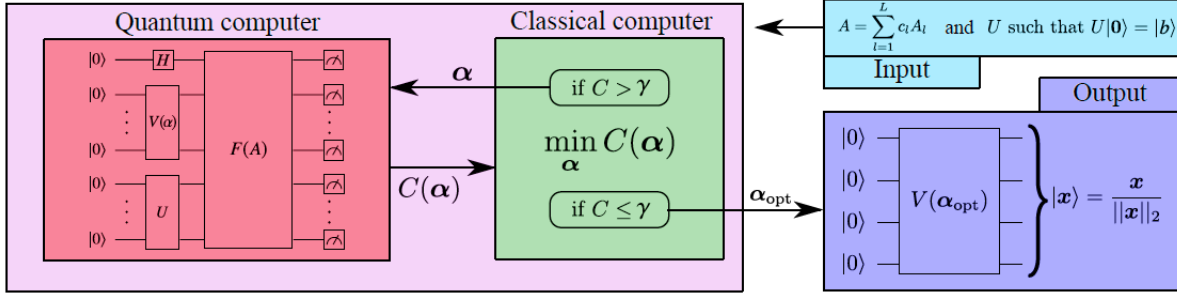 Quantum computer
Classical computer
A = \sum_{l=1}^{L} c_l A_l and U such that U|0⟩ = |b⟩
Input
|0⟩ H
|0⟩
⋮ V(α) ⋮
|0⟩
F(A)
|0⟩
⋮ U ⋮
|0⟩
α
C(α)
if C > γ
min_α C(α)
if C ≤ γ
α_opt
Output
|0⟩
|0⟩
|0⟩
|0⟩
V(α_opt)
|x⟩ = x / ||x||_2